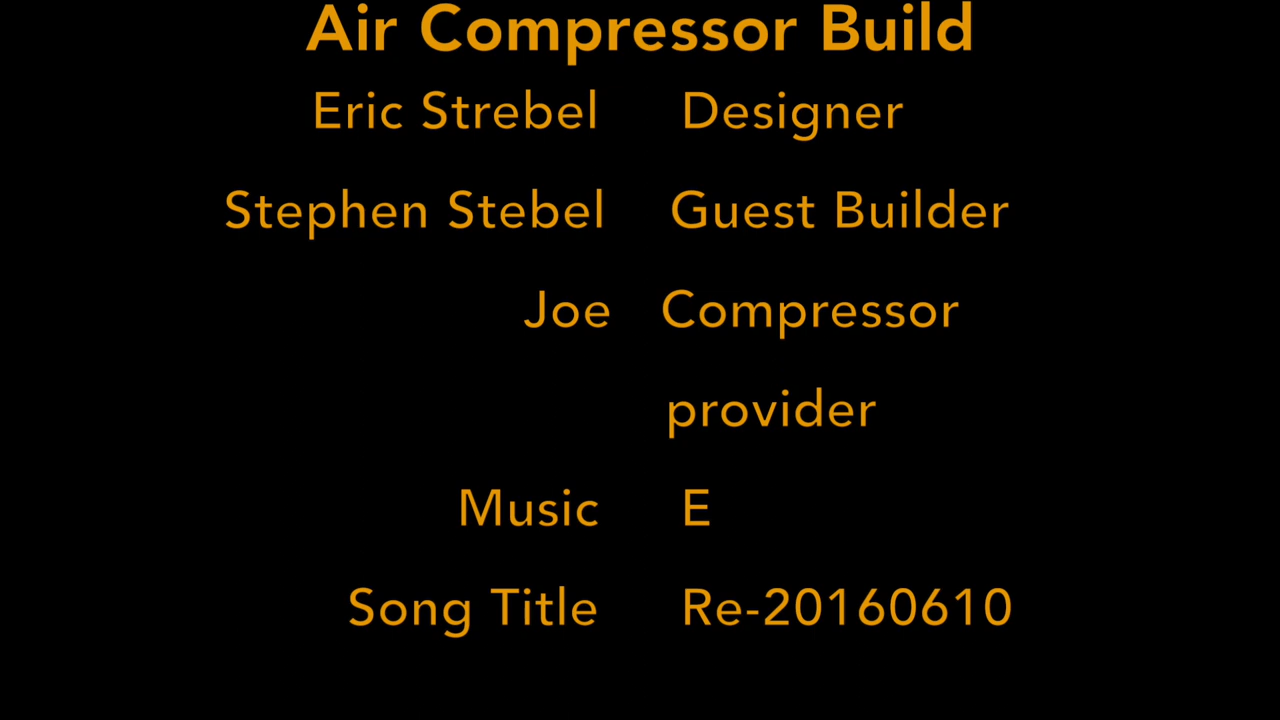 Air Compressor Build
Eric Strebel Designer
Stephen Stebel Guest Builder
Joe Compressor
provider
Music E
Song Title Re-20160610